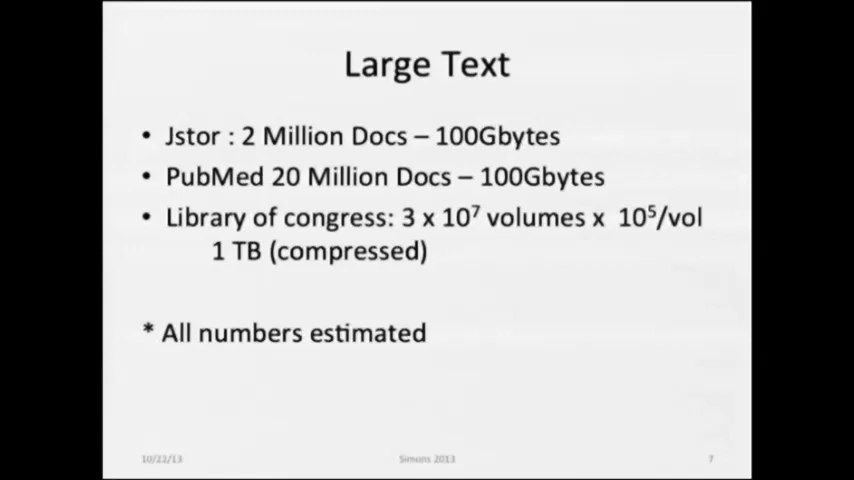 Large Text
• Jstor : 2 Million Docs – 100Gbytes
• PubMed 20 Million Docs – 100Gbytes
• Library of congress: 3 x 10⁷ volumes x 10⁵/vol
1 TB (compressed)
* All numbers estimated
10/22/13
Simons 2013
7